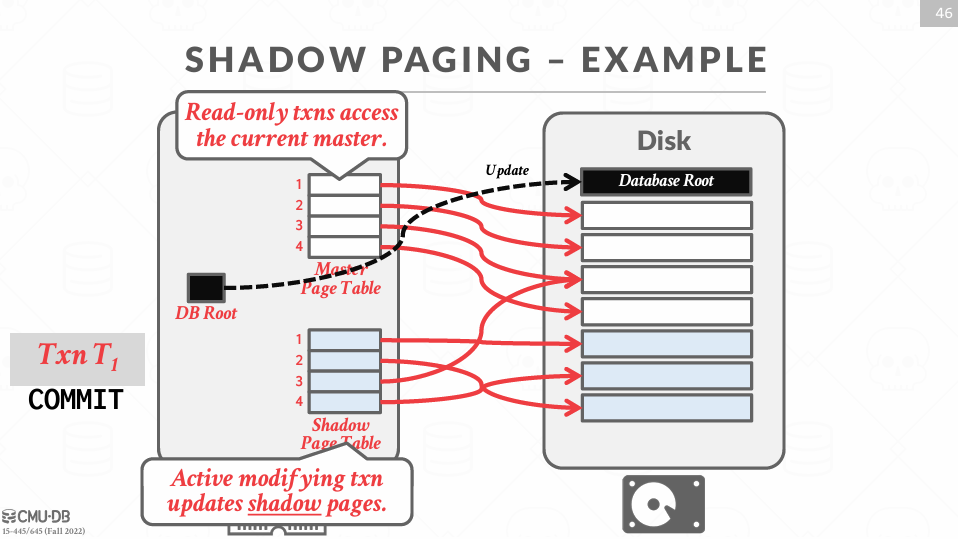 46
SHADOW PAGING – EXAMPLE
Read-only txns access
the current master.
Disk
Update
Database Root
1
2
3
4
Master
Page Table
DB Root
Txn T1
COMMIT
1
2
3
4
Shadow
Page Table
Active modifying txn
updates shadow pages.
CMU·DB
15-445/645 (Fall 2022)